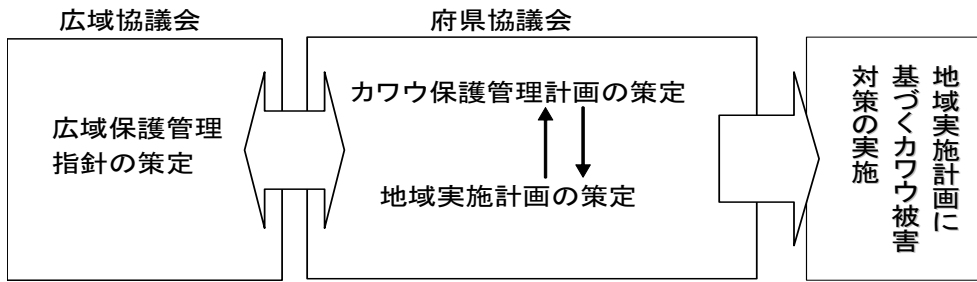 広域協議会
広域保護管理
指針の策定
府県協議会
カワウ保護管理計画の策定
地域実施計画の策定
地域実施計画に
基づくカワウ被害
対策の実施